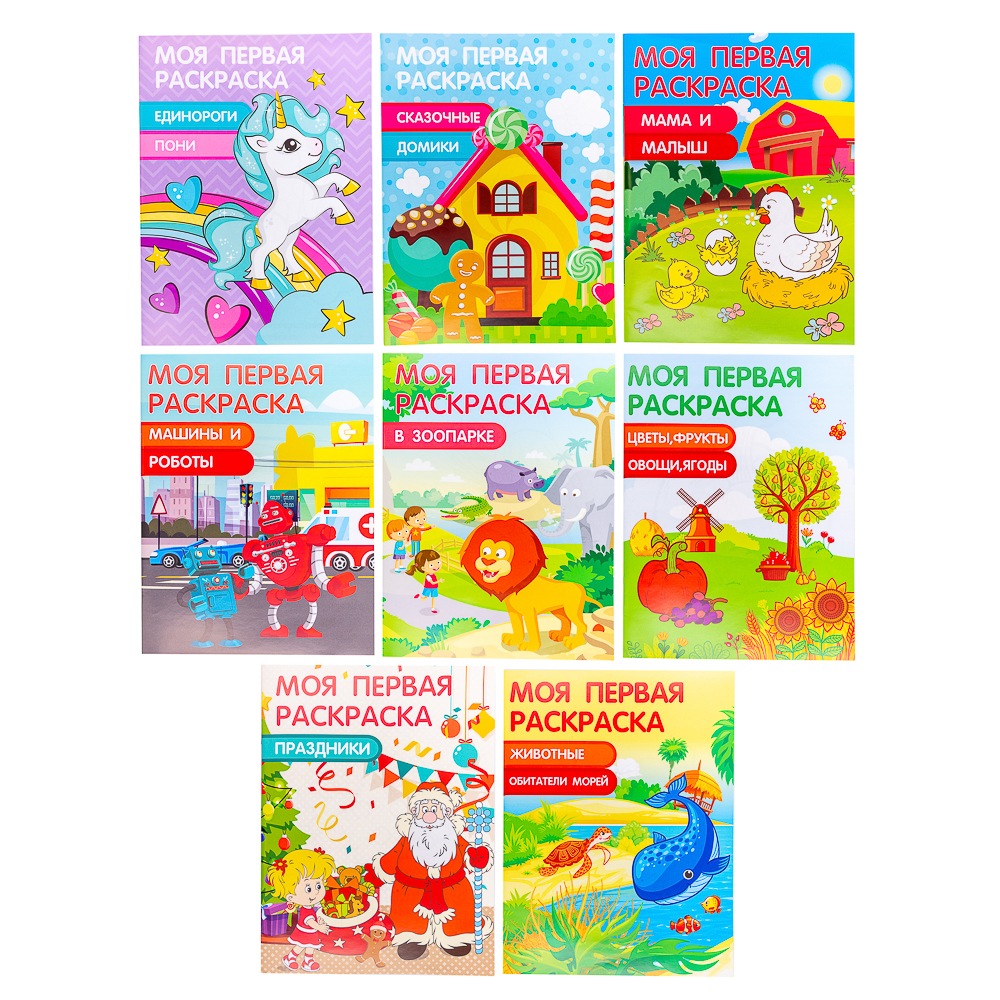 МОЯ ПЕРВАЯ
РАСКРАСКА
ЕДИНОРОГИ
ПОНИ
МОЯ ПЕРВАЯ
РАСКРАСКА
СКАЗОЧНЫЕ
ДОМИКИ
МОЯ ПЕРВАЯ
РАСКРАСКА
МАМА И
МАЛЫШ
МОЯ ПЕРВАЯ
РАСКРАСКА
МАШИНЫ И
РОБОТЫ
МОЯ ПЕРВАЯ
РАСКРАСКА
В ЗООПАРКЕ
МОЯ ПЕРВАЯ
РАСКРАСКА
ЦВЕТЫ,ФРУКТЫ
ОВОЩИ,ЯГОДЫ
МОЯ ПЕРВАЯ
РАСКРАСКА
ПРАЗДНИКИ
МОЯ ПЕРВАЯ
РАСКРАСКА
ЖИВОТНЫЕ
ОБИТАТЕЛИ МОРЕЙ